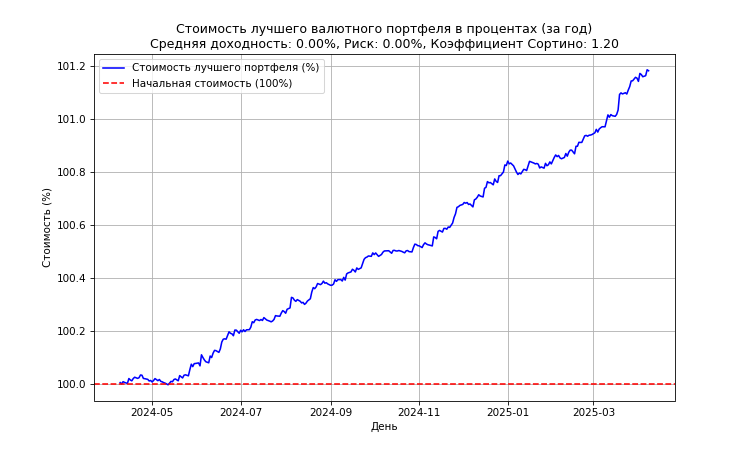 Стоимость лучшего валютного портфеля в процентах (за год)
Средняя доходность: 0.00%, Риск: 0.00%, Коэффициент Сортино: 1.20
Стоимость лучшего портфеля (%)
Начальная стоимость (100%)
Стоимость (%)
101.2
101.0
100.8
100.6
100.4
100.2
100.0
2024-05
2024-07
2024-09
2024-11
2025-01
2025-03
День